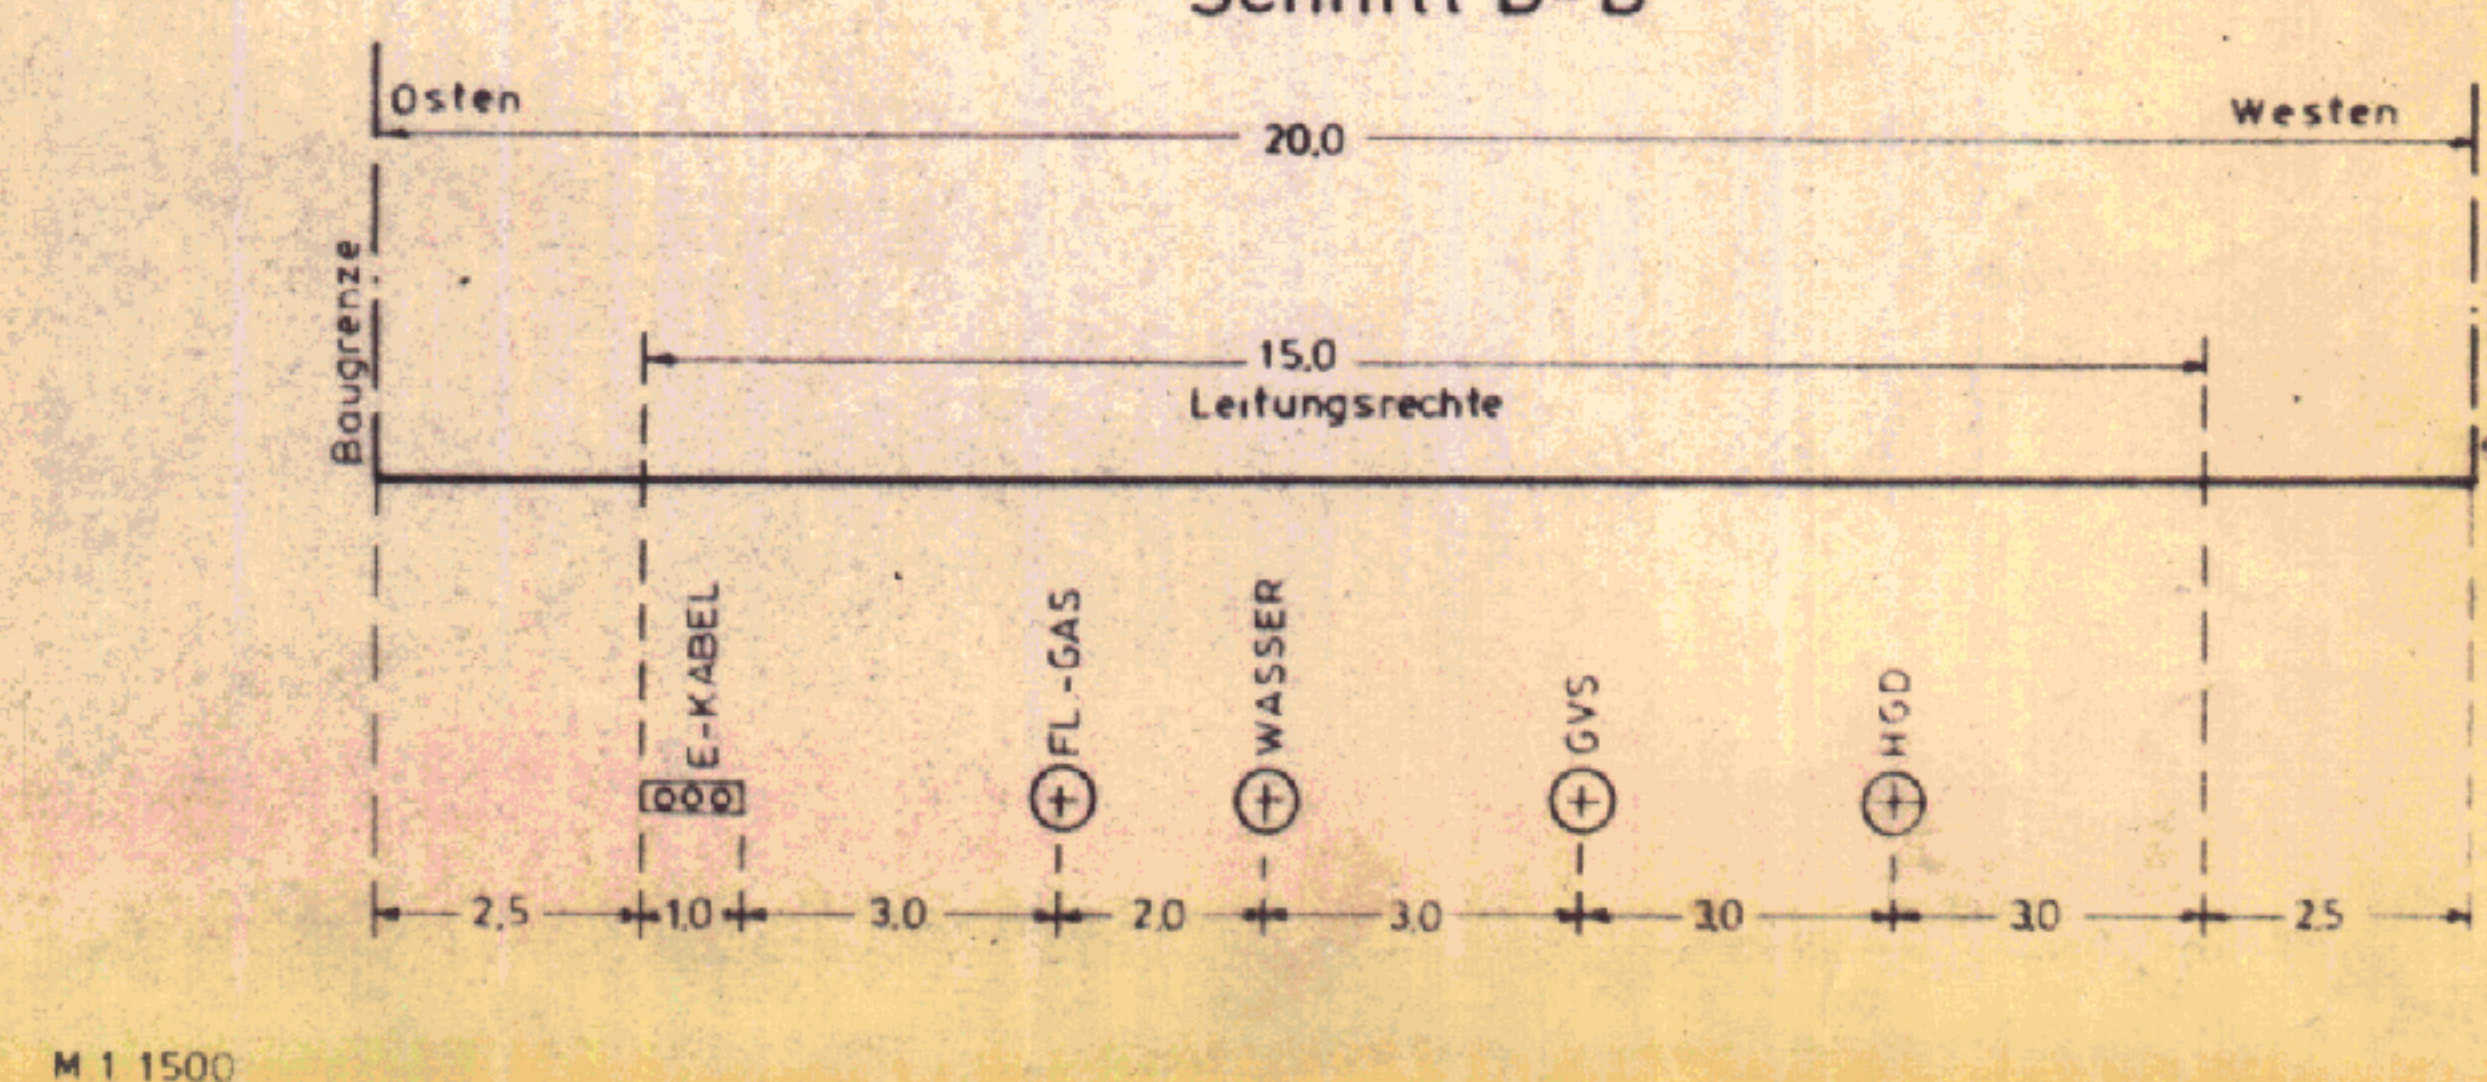 Schnitt B-B
Osten
Westen
20,0
Baugrenze
15,0
Leitungsrechte
E-KABEL
FL.-GAS
WASSER
GVS
HGD
2,5 1,0 3,0 2,0 3,0 3,0 3,0 2,5
M 1 1500